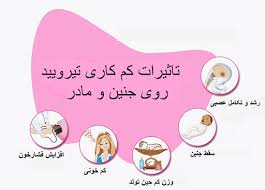 تاثیرات کم کاری تیرویید
روی جنین و مادر
رشد و تکامل عصبی
سقط جنین
وزن کم حین تولد
کم خونی
افزایش فشارخون